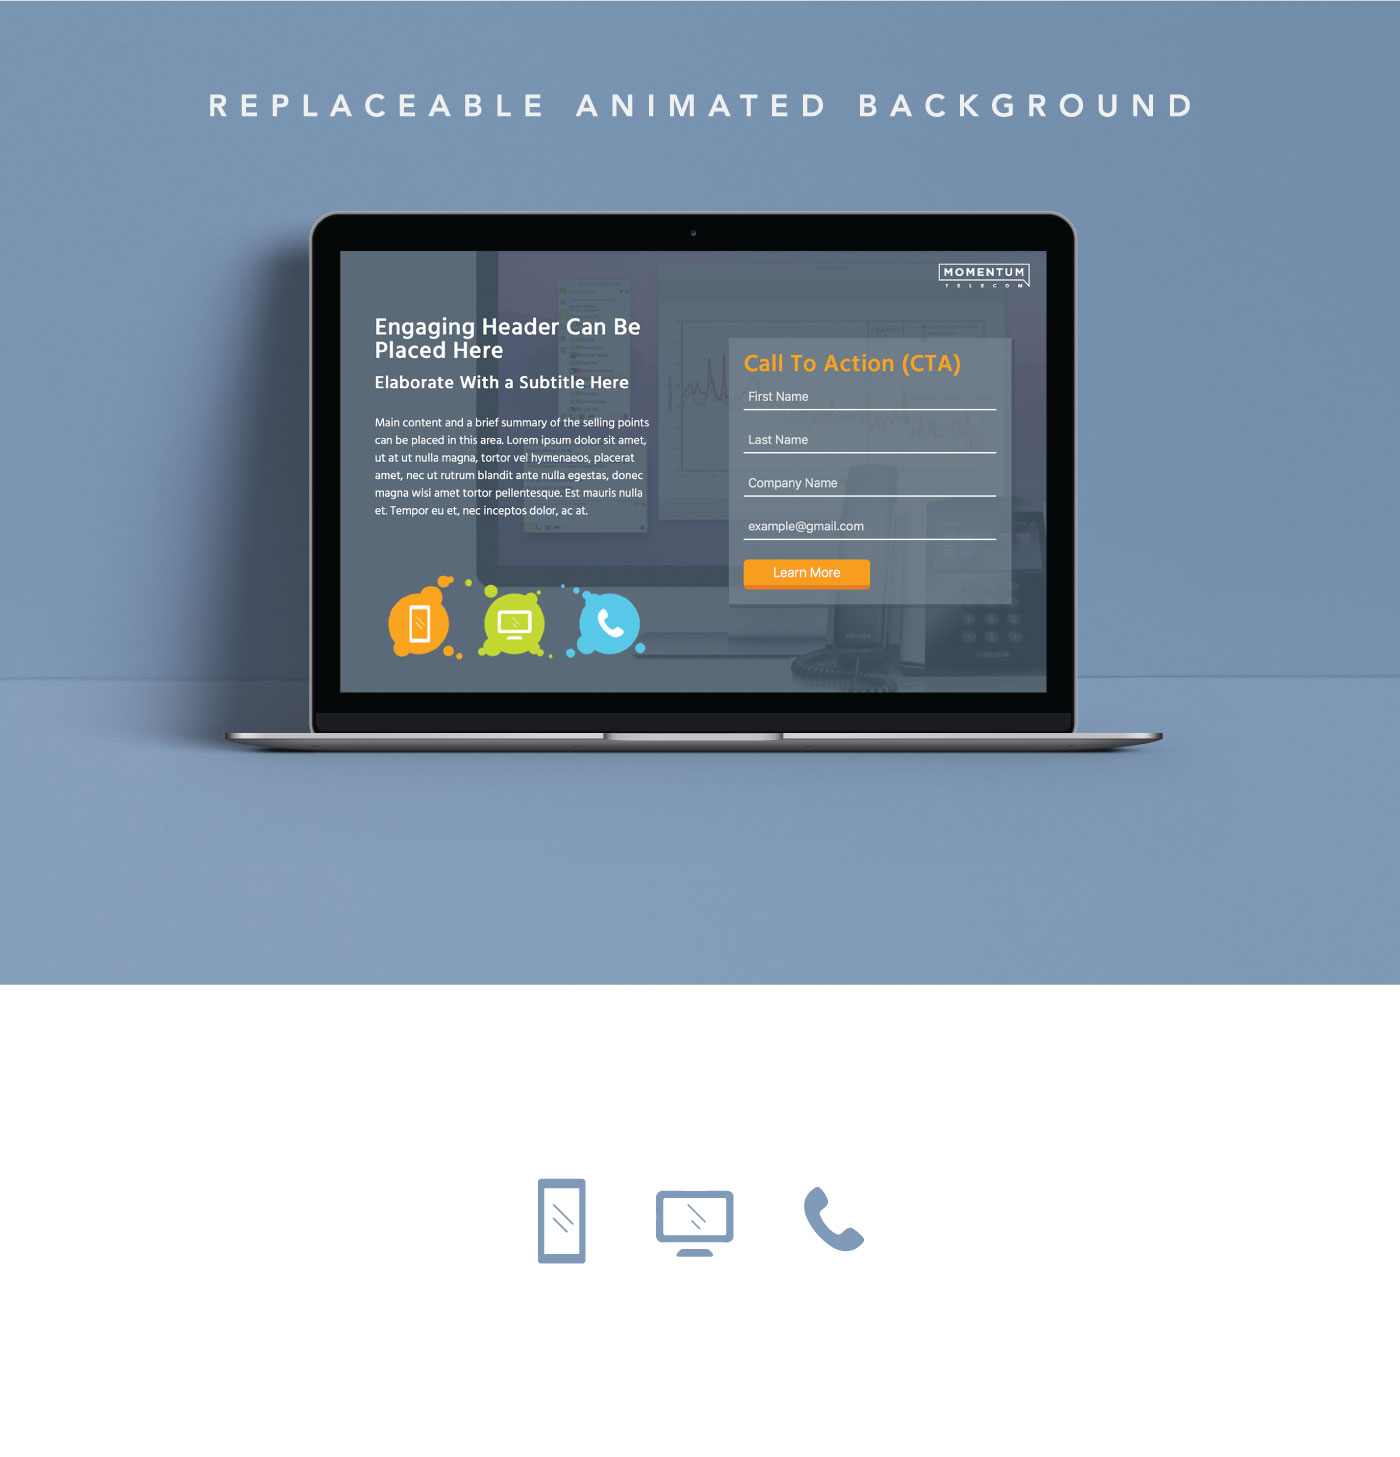 REPLACEABLE ANIMATED BACKGROUND
MOMENTUM
TELECOM
Engaging Header Can Be
Placed Here
Elaborate With a Subtitle Here
Main content and a brief summary of the selling points
can be placed in this area. Lorem ipsum dolor sit amet,
ut at ut nulla magna, tortor vel hymenaeos, placerat
amet, nec ut rutrum blandit ante nulla egestas, donec
magna wisi amet tortor pellentesque. Est mauris nulla
et. Tempor eu et, nec inceptos dolor, ac at.
Call To Action (CTA)
First Name
Last Name
Company Name
example@gmail.com
Learn More